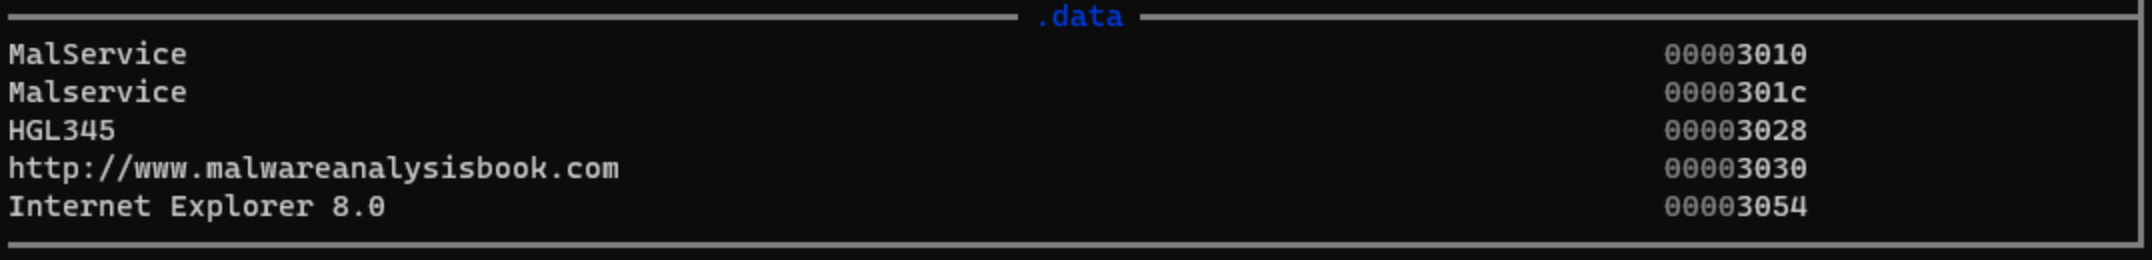 .data
MalService 00003010
Malservice 0000301c
HGL345 00003028
http://www.malwareanalysisbook.com 00003030
Internet Explorer 8.0 00003054